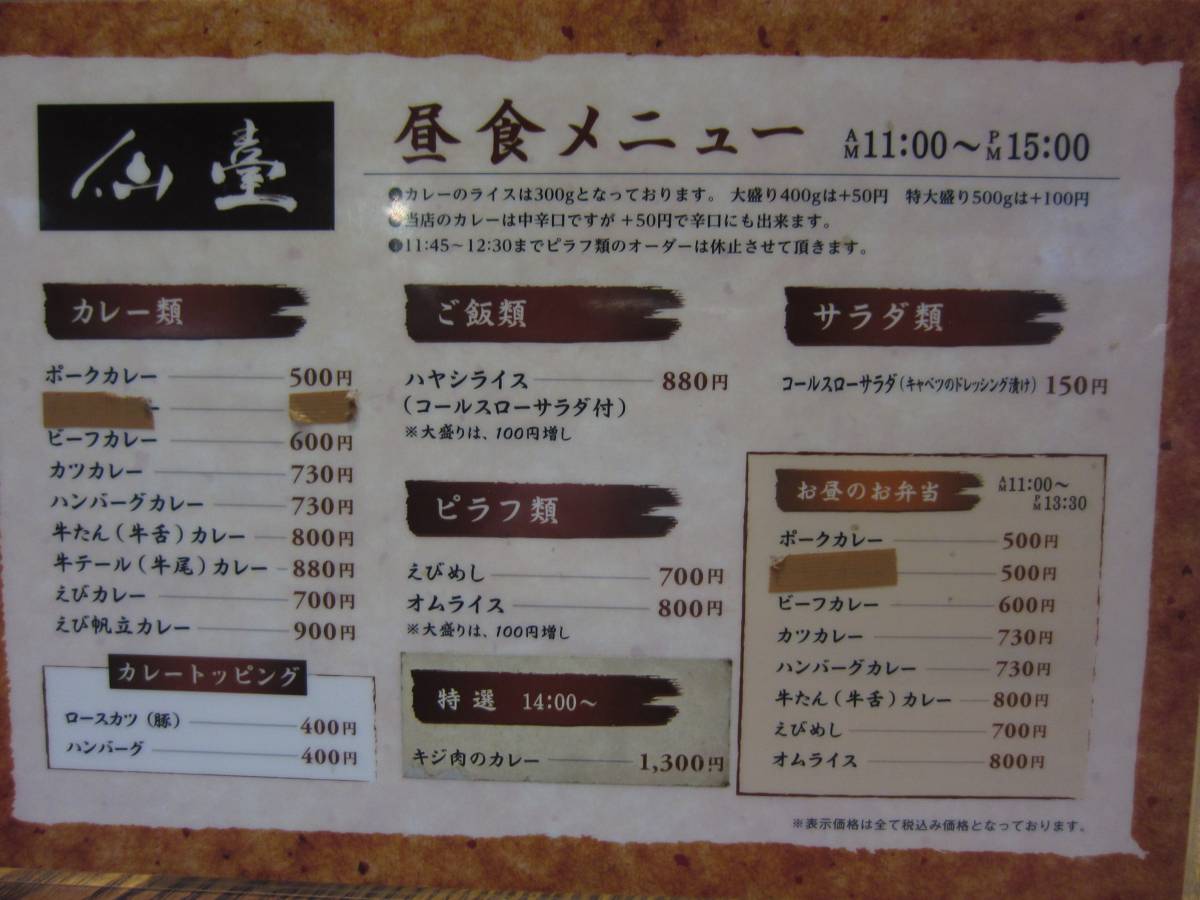 仙臺
昼食メニュー AM11:00～PM15:00
●カレーのライスは300gとなっております。 大盛り400gは+50円 特大盛り500gは+100円
●当店のカレーは中辛口ですが +50円で辛口にも出来ます。
●11:45～12:30までピラフ類のオーダーは休止させて頂きます。
カレー類
ポークカレー 500円
ビーフカレー 600円
カツカレー 730円
ハンバーグカレー 730円
牛たん(牛舌)カレー 800円
牛テール(牛尾)カレー 880円
えびカレー 700円
えび帆立カレー 900円
カレートッピング
ロースカツ(豚) 400円
ハンバーグ 400円
ご飯類
ハヤシライス 880円
(コールスローサラダ付)
※大盛りは、100円増し
ピラフ類
えびめし 700円
オムライス 800円
※大盛りは、100円増し
特選 14:00～
キジ肉のカレー 1,300円
サラダ類
コールスローサラダ(キャベツのドレッシング漬け) 150円
お昼のお弁当 AM11:00～PM13:30
ポークカレー 500円
500円
ビーフカレー 600円
カツカレー 730円
ハンバーグカレー 730円
牛たん(牛舌)カレー 800円
えびめし 700円
オムライス 800円
※表示価格は全て税込み価格となっております。